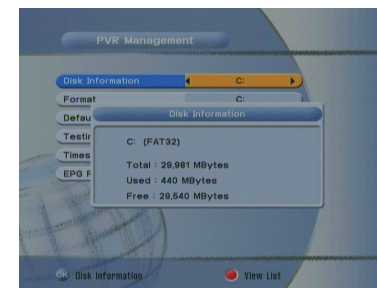 PVR Management
Disk Information C:
Format C:
Defau
Disk Information
Testin
C: (FAT32)
Times
Total : 29,981 MBytes
EPG F
Used : 440 MBytes
Free : 29,540 MBytes
OK Disk Information View List